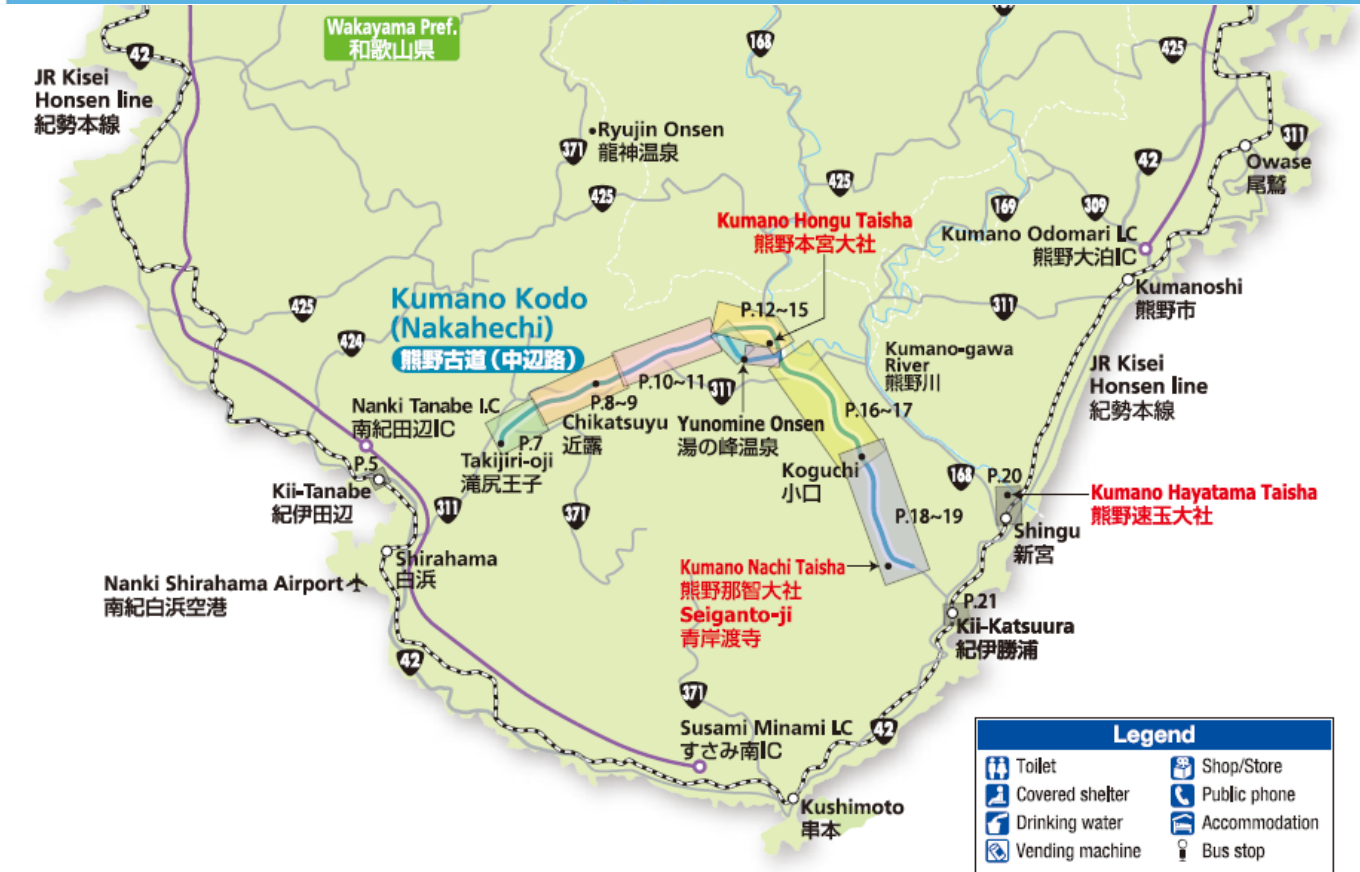 Wakayama Pref.
和歌山県
42
168
425
JR Kisei
Honsen line
紀勢本線
Ryujin Onsen
龍神温泉
371
425
425
42
311
Owase
尾鷲
169
309
Kumano Hongu Taisha
熊野本宮大社
Kumano Odomari I.C
熊野大泊IC
Kumanoshi
熊野市
425
424
Kumano Kodo
(Nakahechi)
熊野古道(中辺路)
P.12~15
311
Kumano-gawa
River
熊野川
JR Kisei
Honsen line
紀勢本線
P.10~11
311
P.8~9
Nanki Tanabe I.C
南紀田辺IC
Chikatsuyu
近露
Yunomine Onsen
湯の峰温泉
P.16~17
P.7
Takijiri-oji
滝尻王子
P.5
Kii-Tanabe
紀伊田辺
Koguchi
小口
168
P.20
Kumano Hayatama Taisha
熊野速玉大社
311
371
P.18~19
Shingu
新宮
Shirahama
白浜
Nanki Shirahama Airport
南紀白浜空港
Kumano Nachi Taisha
熊野那智大社
Seiganto-ji
青岸渡寺
P.21
Kii-Katsuura
紀伊勝浦
42
371
Susami Minami I.C
すさみ南IC
42
Kushimoto
串本
Legend
Toilet
Shop/Store
Covered shelter
Public phone
Drinking water
Accommodation
Vending machine
Bus stop